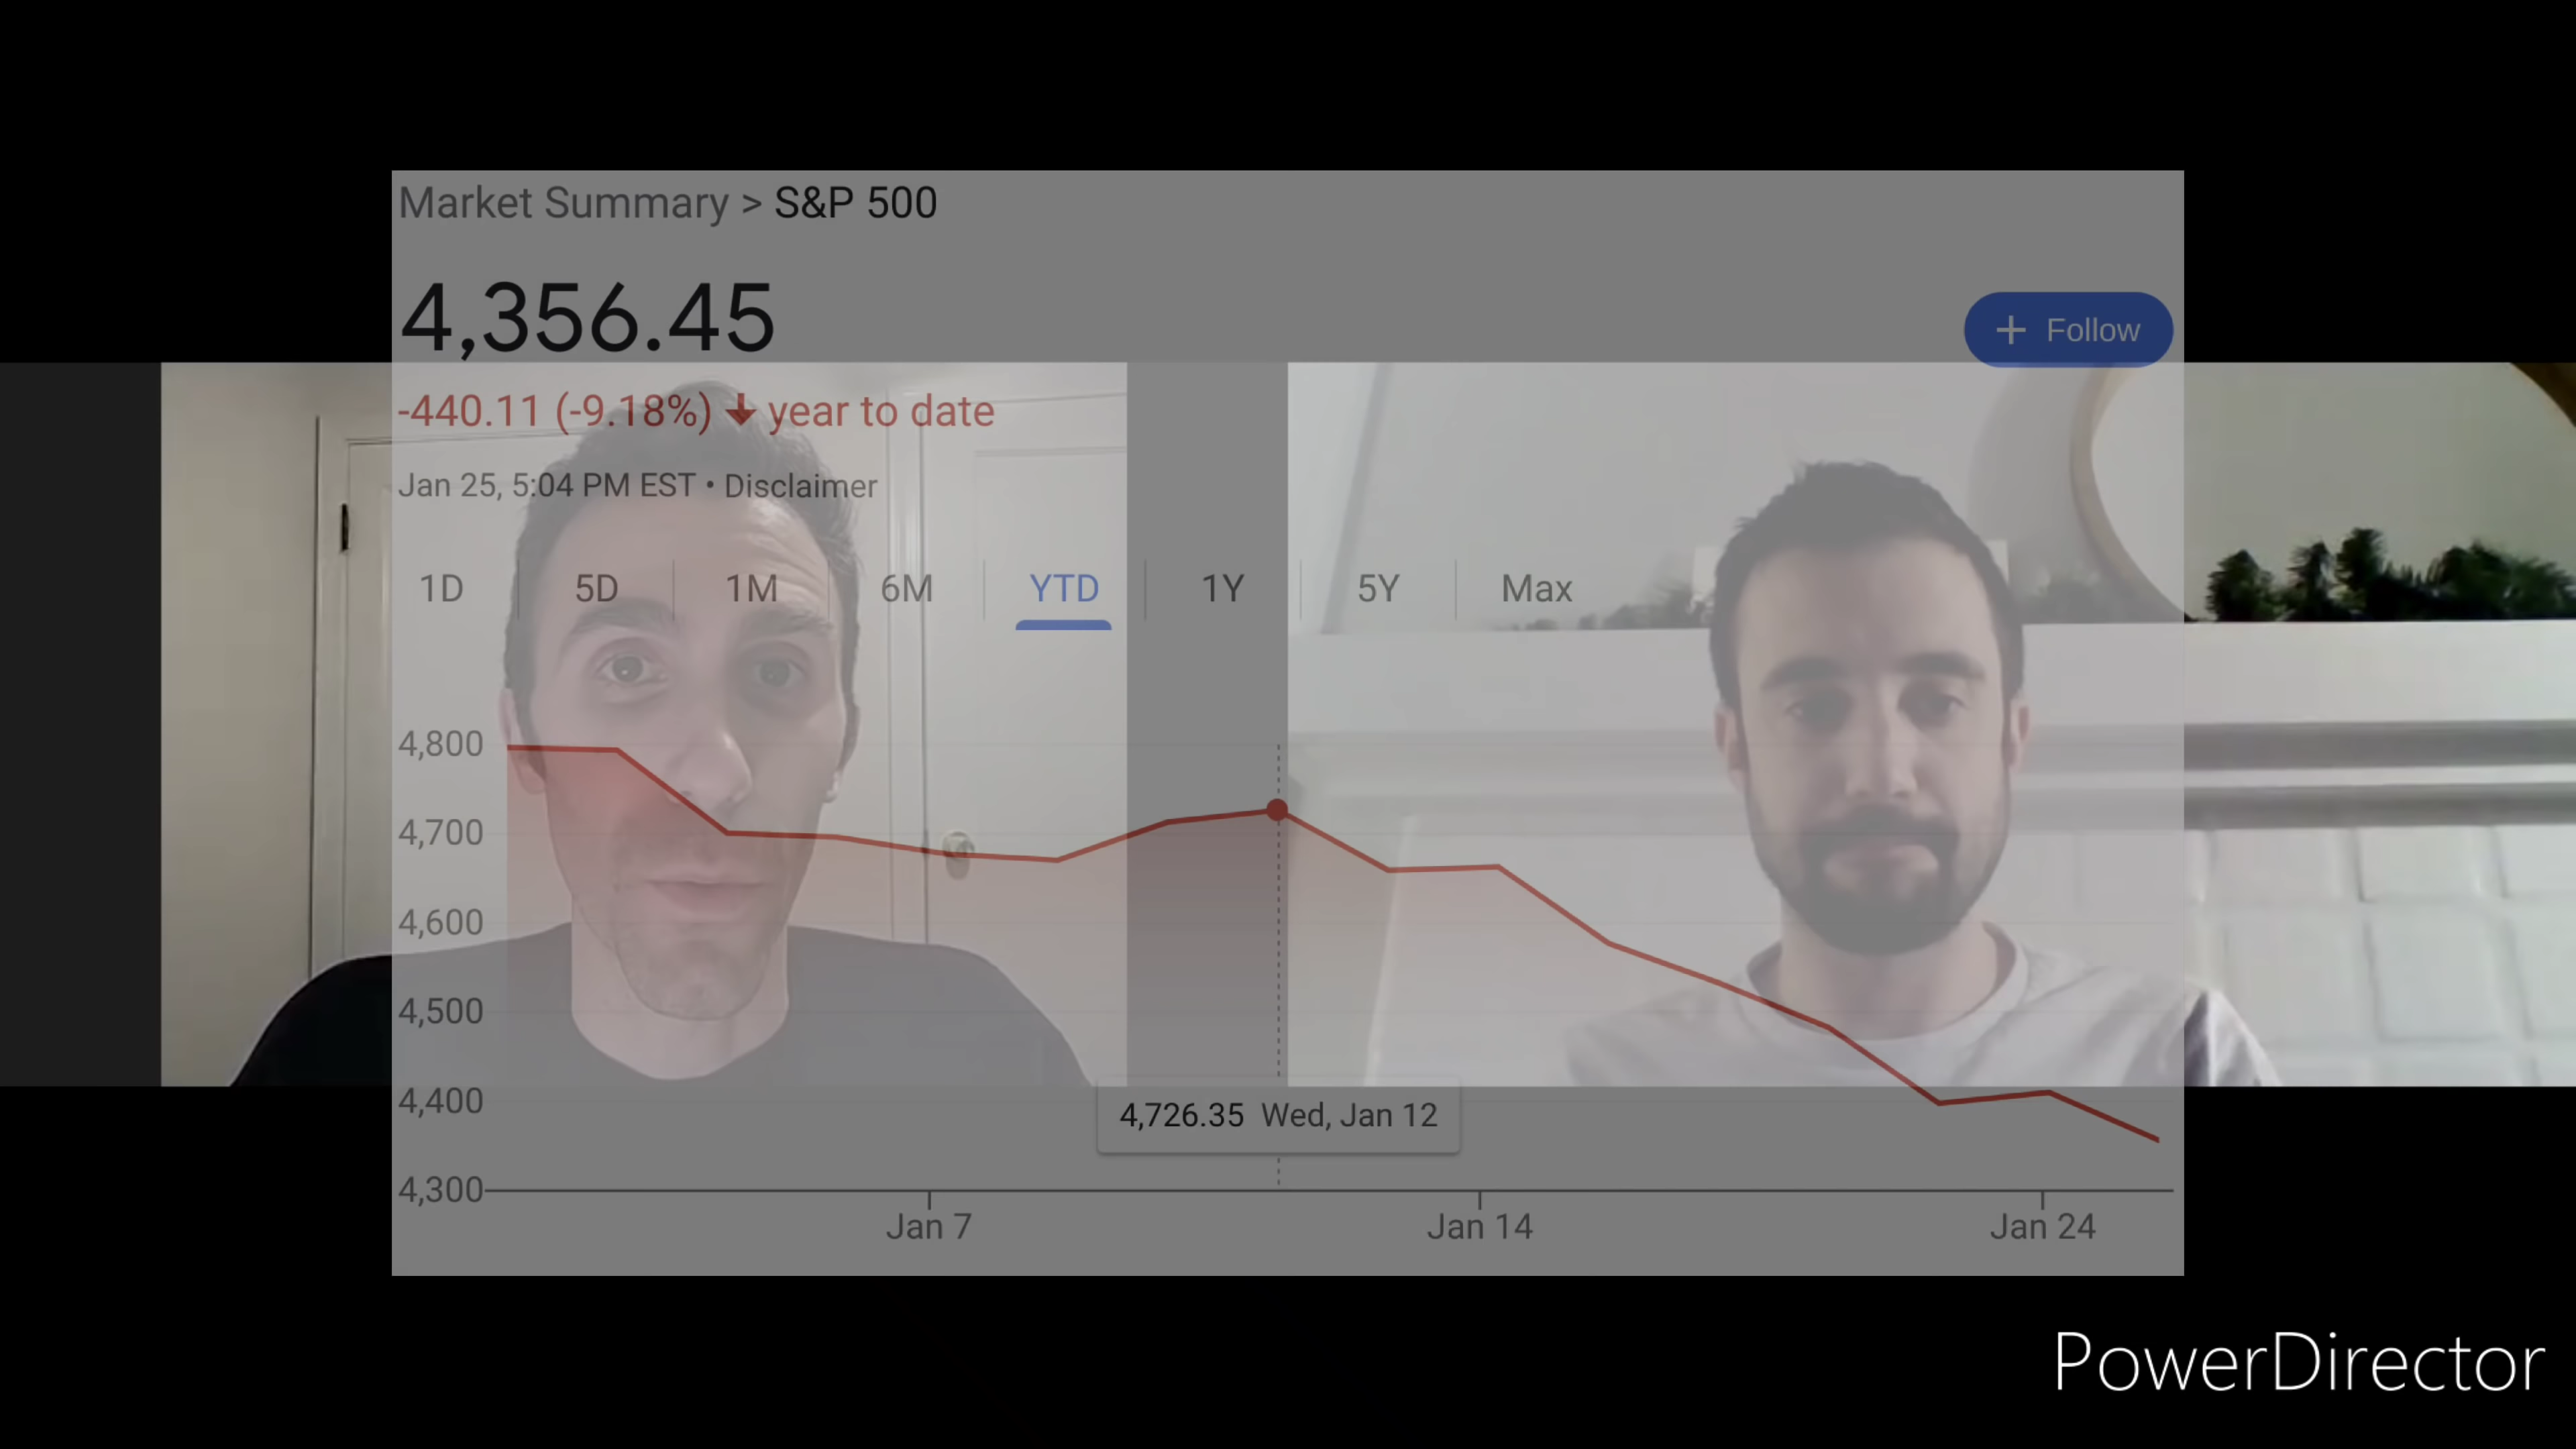 Market Summary > S&P 500
4,356.45
+ Follow
-440.11 (-9.18%) ↓ year to date
Jan 25, 5:04 PM EST • Disclaimer
1D 5D 1M 6M YTD 1Y 5Y Max
4,800
4,700
4,600
4,500
4,400
4,726.35 Wed, Jan 12
4,300
Jan 7 Jan 14 Jan 24
PowerDirector